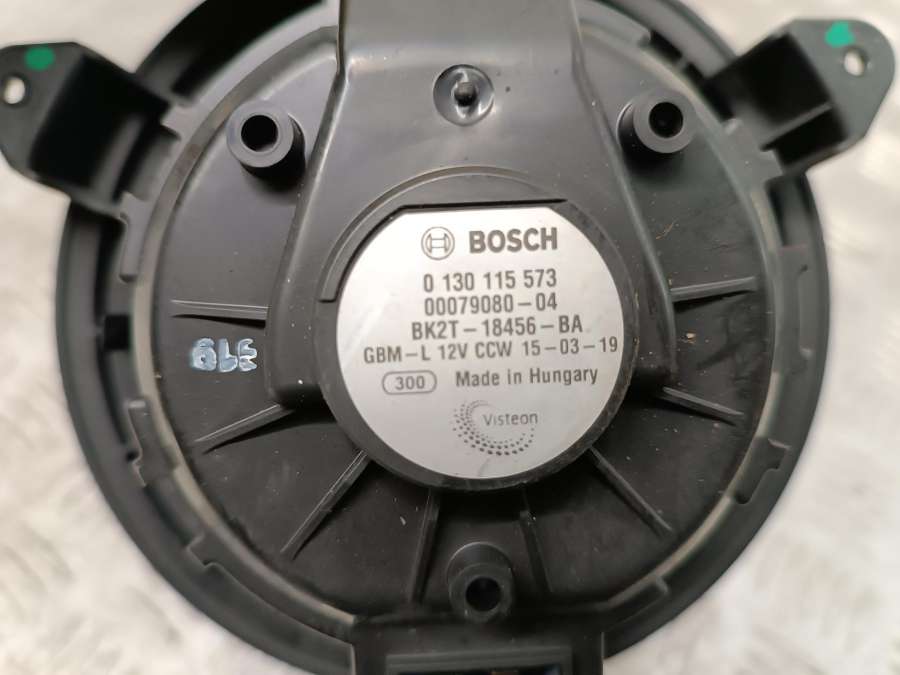 BOSCH
0 130 115 573
00079080-04
BK2T-18456-BA
GBM-L 12V CCW 15-03-19
300 Made in Hungary
Visteon